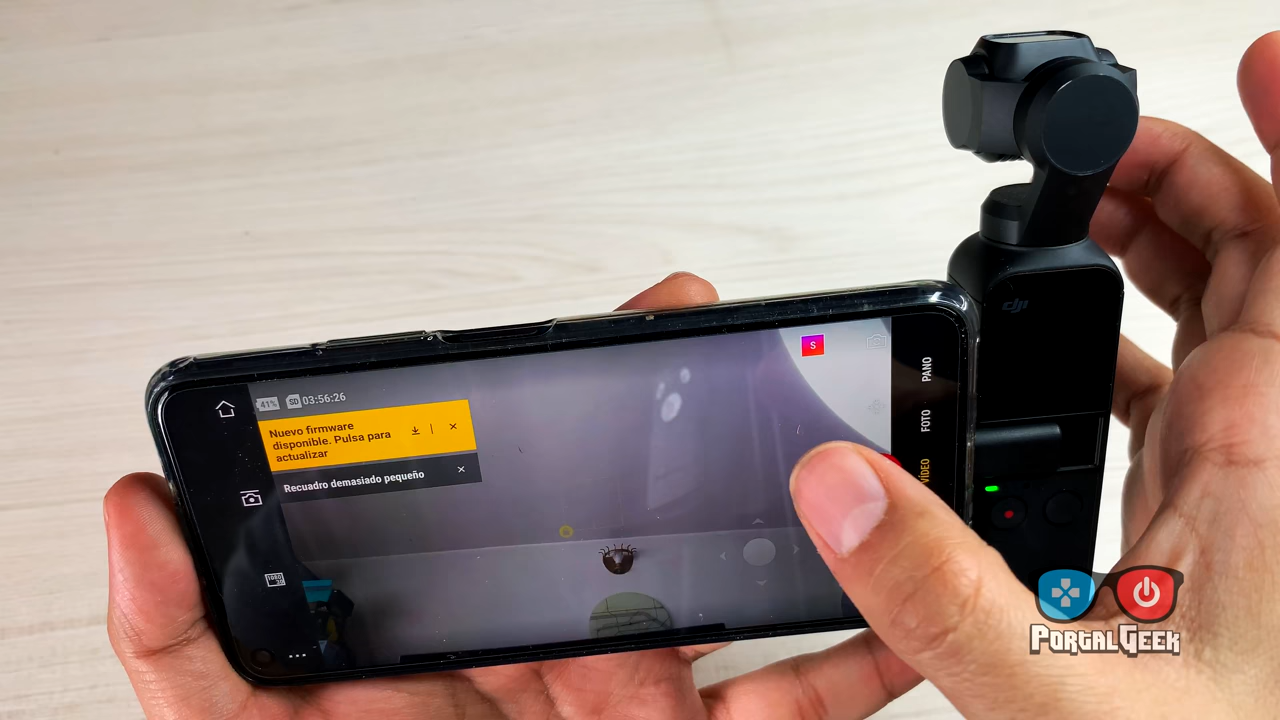 41%
SD 03:56:26
Nuevo firmware
disponible. Pulsa para
actualizar
Recuadro demasiado pequeño
S
PANO
FOTO
VÍDEO
dji
PORTALGEEK